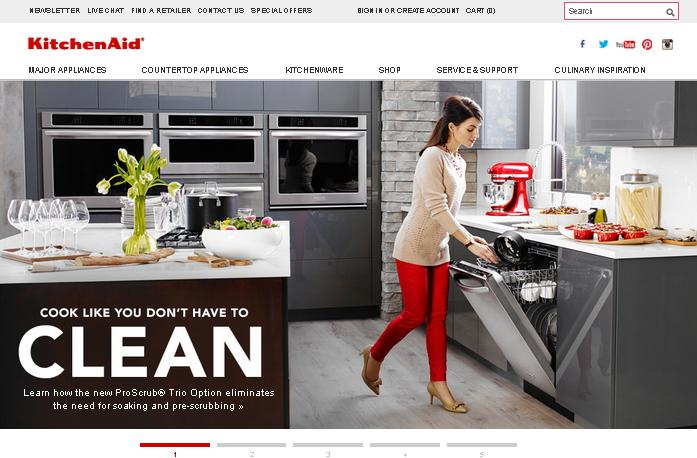 NEWSLETTER LIVE CHAT FIND A RETAILER CONTACT US SPECIAL OFFERS SIGN IN OR CREATE ACCOUNT CART (0) Search
KitchenAid®
You Tube
MAJOR APPLIANCES COUNTERTOP APPLIANCES KITCHENWARE SHOP SERVICE & SUPPORT CULINARY INSPIRATION
COOK LIKE YOU DON'T HAVE TO
CLEAN
Learn how the new ProScrub® Trio Option eliminates
the need for soaking and pre-scrubbing »
1 2 3 4 5